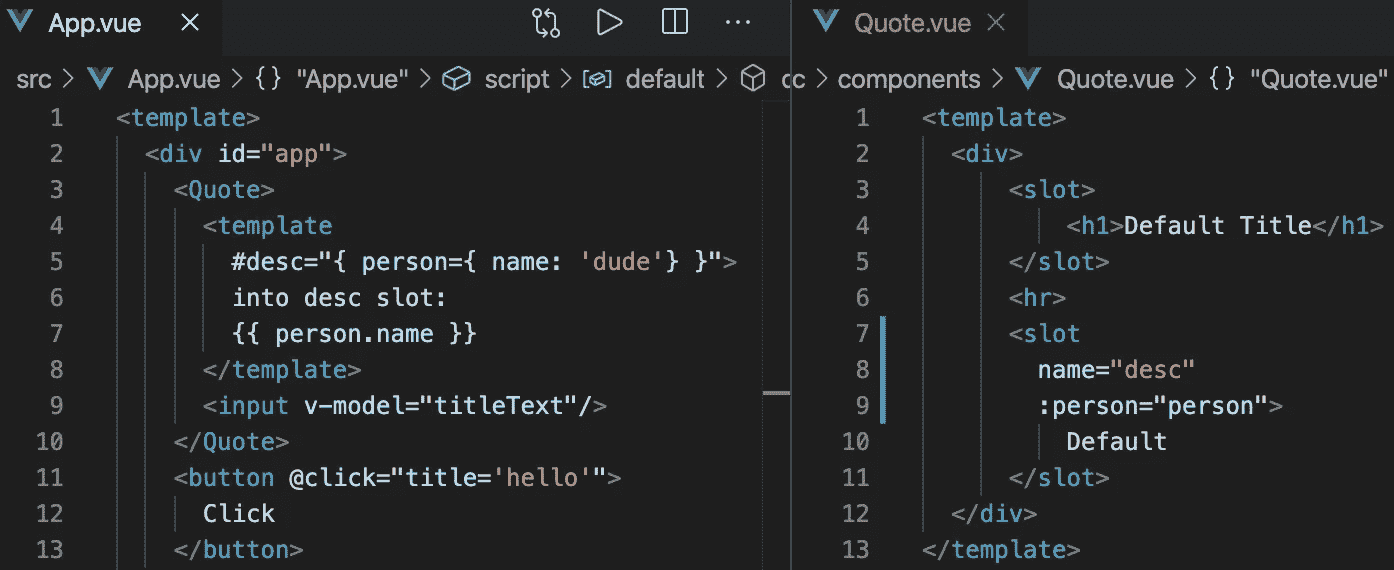 App.vue
src > App.vue > {} "App.vue" > script > default >
1 <template>
2 <div id="app">
3 <Quote>
4 <template
5 #desc="{ person={ name: 'dude'} }">
6 into desc slot:
7 {{ person.name }}
8 </template>
9 <input v-model="titleText"/>
10 </Quote>
11 <button @click="title='hello'">
12 Click
13 </button>
Quote.vue
> components > Quote.vue > {} "Quote.vue"
1 <template>
2 <div>
3 <slot>
4 <h1>Default Title</h1>
5 </slot>
6 <hr>
7 <slot
8 name="desc"
9 :person="person">
10 Default
11 </slot>
12 </div>
13 </template>